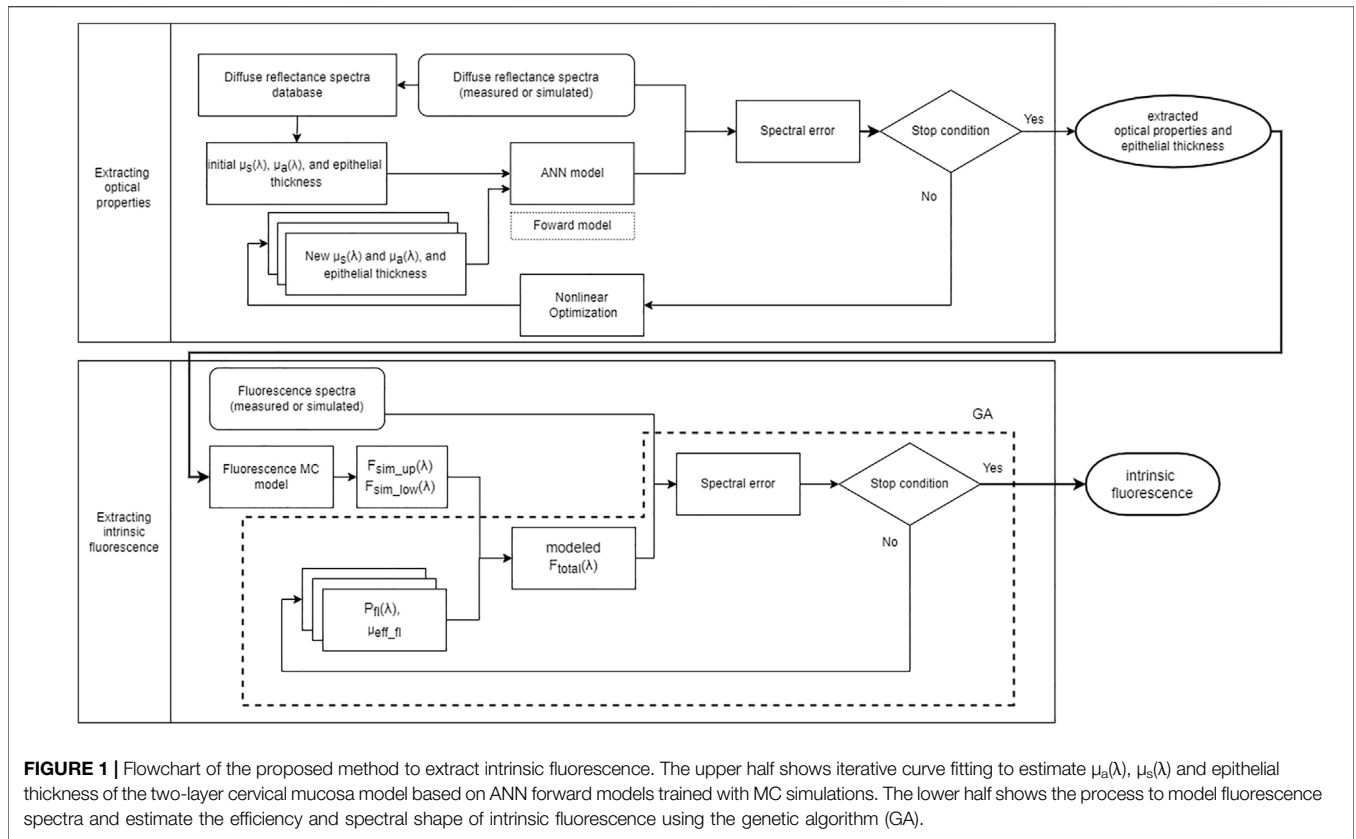 Extracting
optical
properties
Diffuse reflectance spectra
database
Diffuse reflectance spectra
(measured or simulated)
initial μs(λ), μa(λ), and epithelial
thickness
ANN model
Foward model
New μs(λ) and μa(λ), and
epithelial thickness
Nonlinear
Optimization
Spectral error
Stop condition
Yes
No
extracted
optical properties and
epithelial thickness
Extracting
intrinsic
fluorescence
Fluorescence spectra
(measured or simulated)
Fluorescence MC
model
Fsim_up(λ)
Fsim_low(λ)
Pfl(λ),
μeff_fl
modeled
Ftotal(λ)
GA
Spectral error
Stop condition
Yes
No
intrinsic
fluorescence
FIGURE 1 | Flowchart of the proposed method to extract intrinsic fluorescence. The upper half shows iterative curve fitting to estimate μa(λ), μs(λ) and epithelial
thickness of the two-layer cervical mucosa model based on ANN forward models trained with MC simulations. The lower half shows the process to model fluorescence
spectra and estimate the efficiency and spectral shape of intrinsic fluorescence using the genetic algorithm (GA).